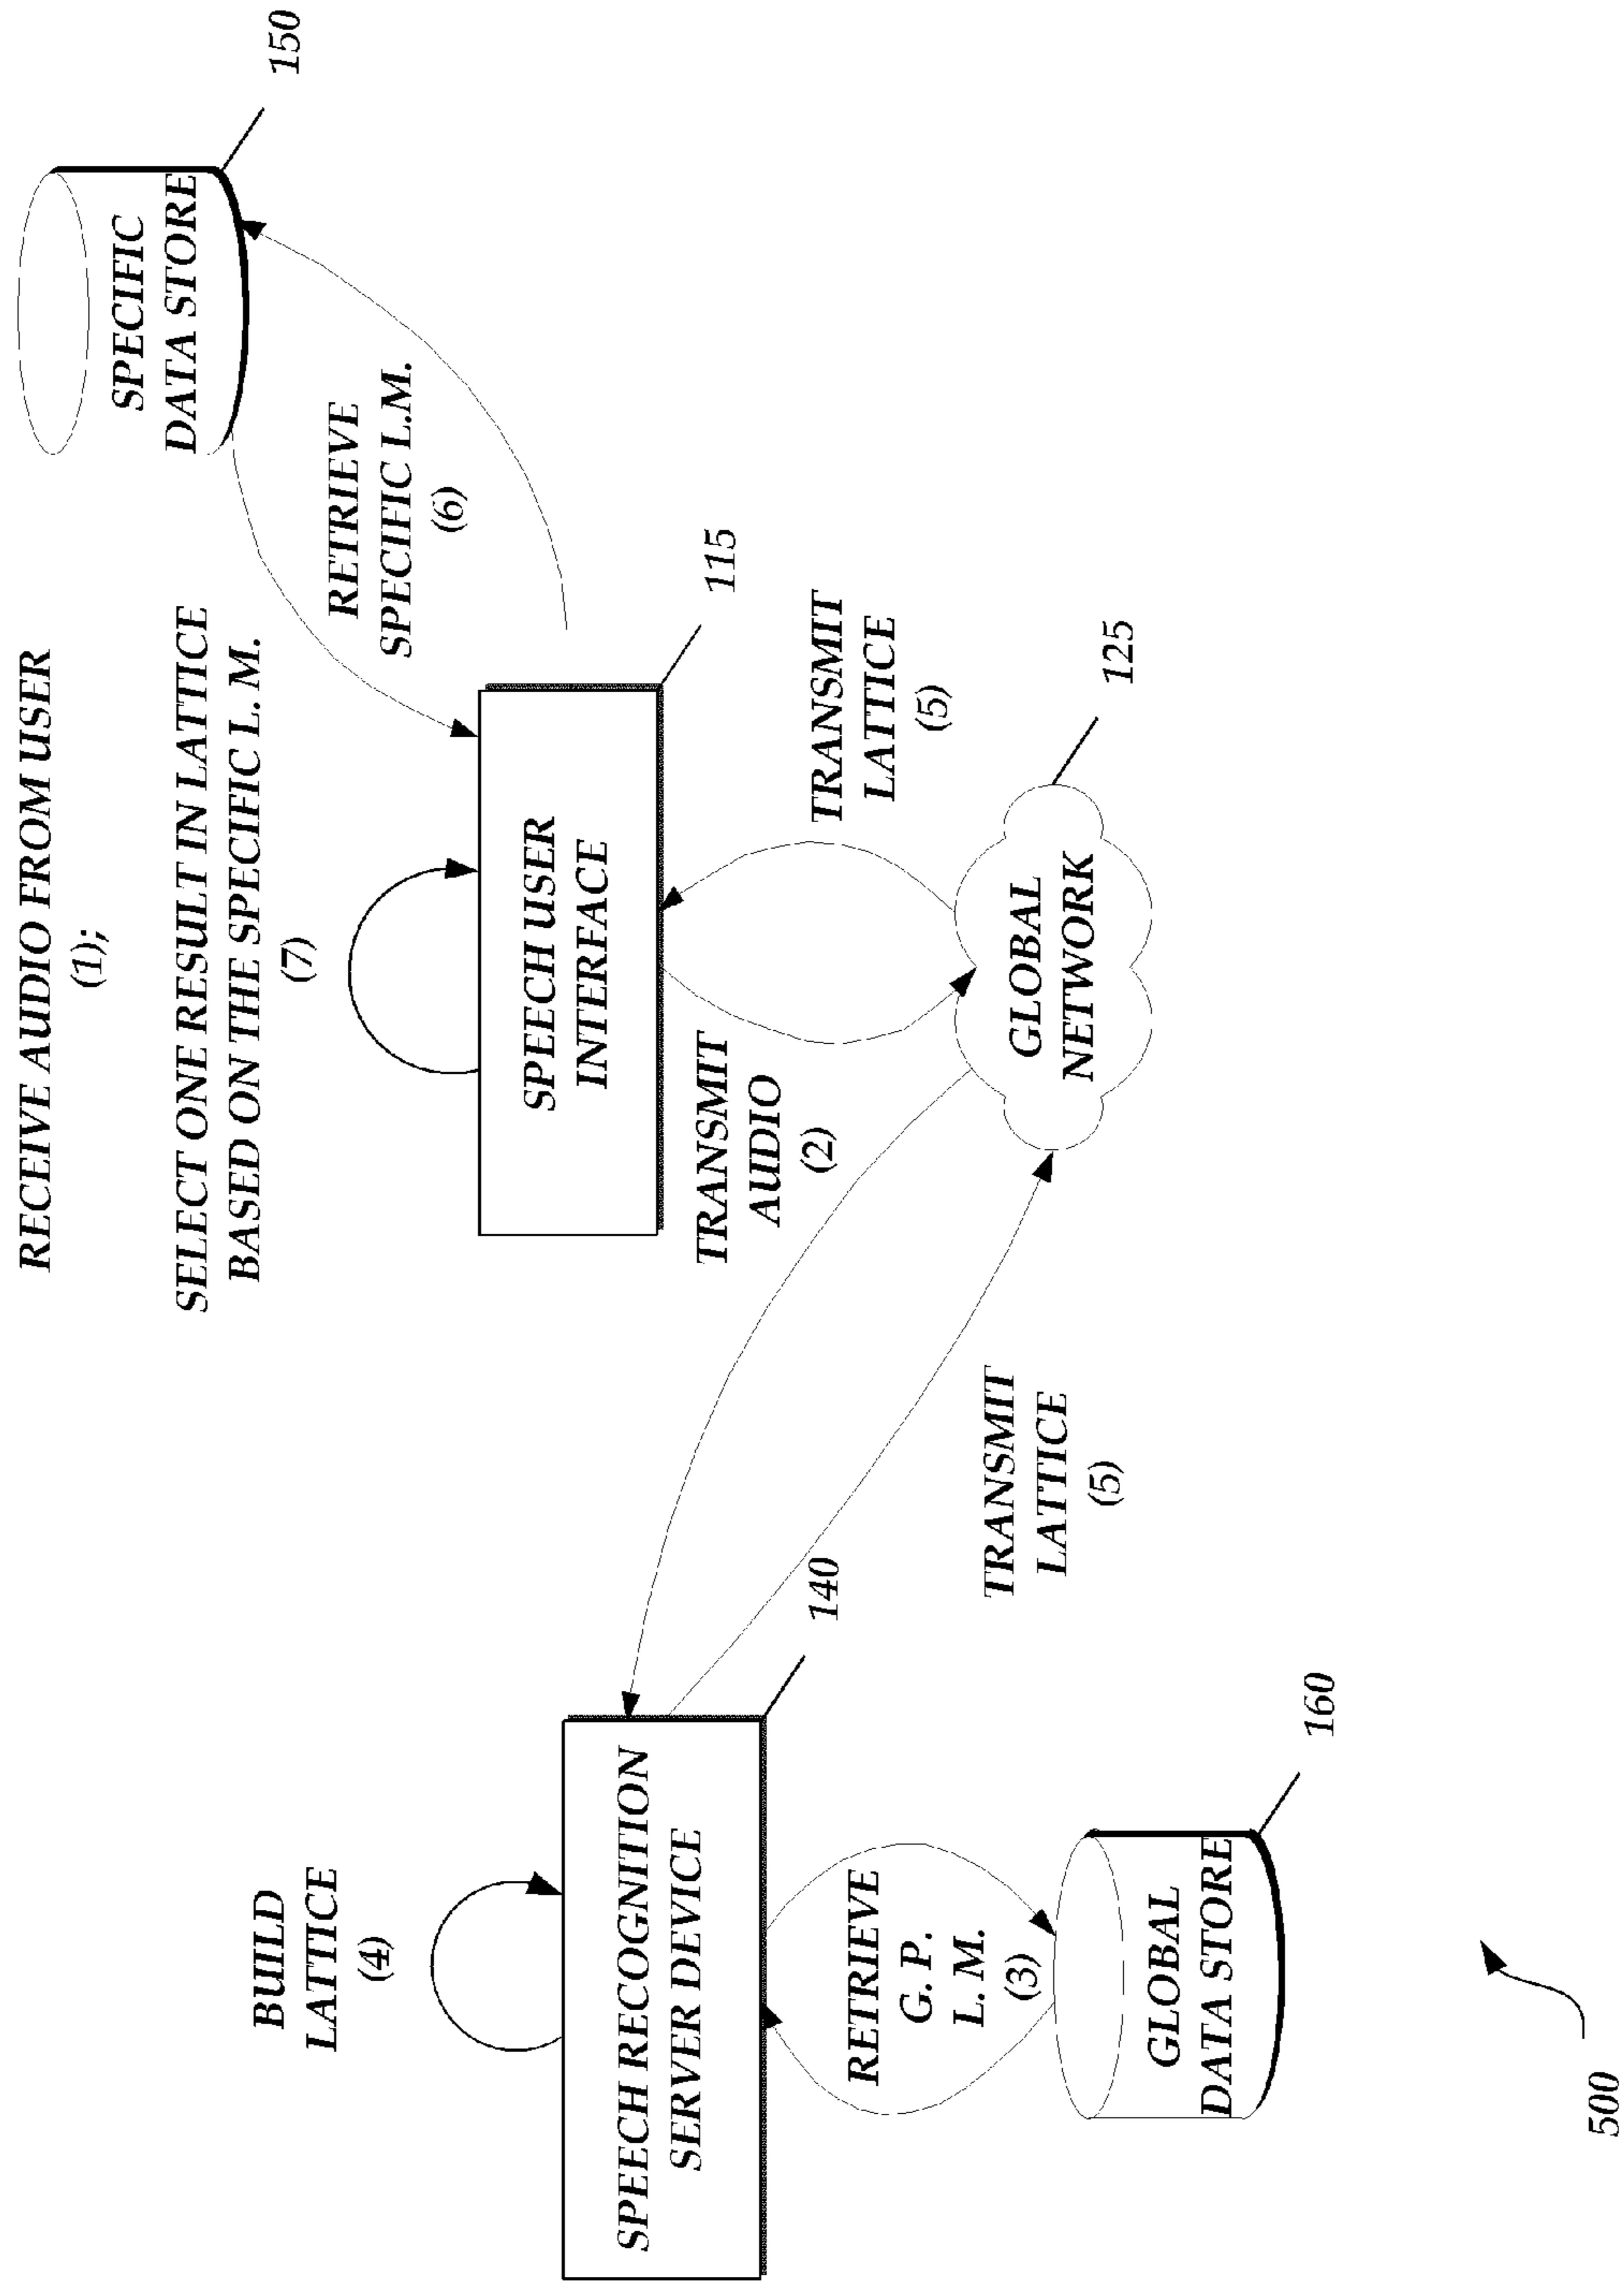 RECEIVE AUDIO FROM USER
(1);
SELECT ONE RESULT IN LATTICE
BASED ON THE SPECIFIC L. M.
(7)
SPECIFIC
DATA STORE
150
RETRIEVE
SPECIFIC L.M.
(6)
SPEECH USER
INTERFACE
115
BUILD
LATTICE
(4)
TRANSMIT
AUDIO
(2)
TRANSMIT
LATTICE
(5)
SPEECH RECOGNITION
SERVER DEVICE
140
GLOBAL
NETWORK
125
RETRIEVE
G. P.
L. M.
(3)
TRANSMIT
LATTICE
(5)
GLOBAL
DATA STORE
160
500